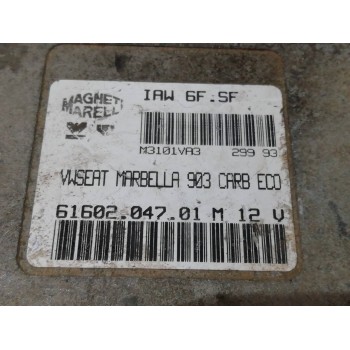 MAGNETI
MARELLI
IAW 6F.SF
M3101VA3 299 93
VWSEAT MARBELLA 903 CARB ECO
61602.047.01 M 12 V